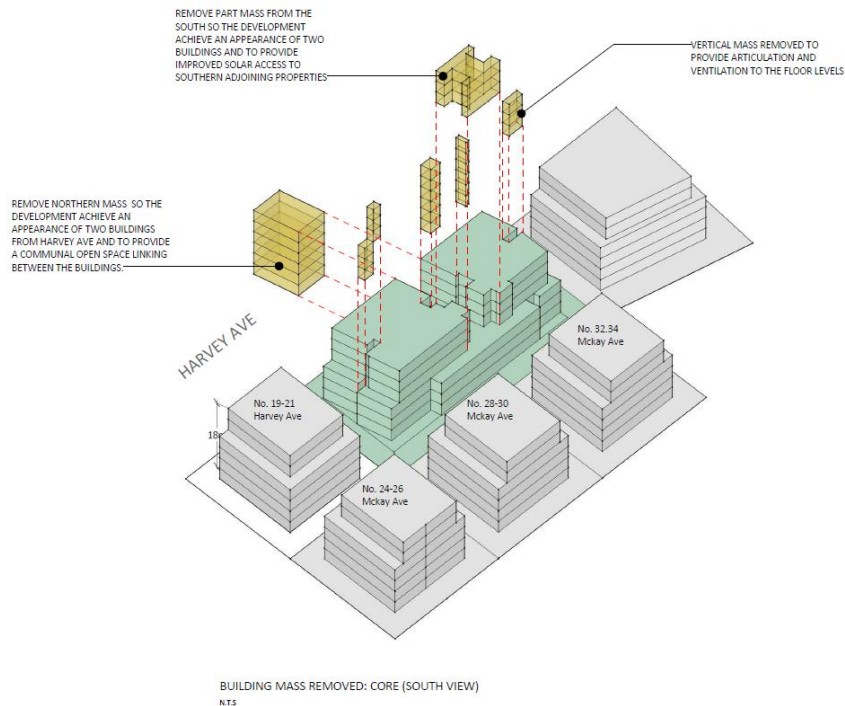 REMOVE PART MASS FROM THE
SOUTH SO THE DEVELOPMENT
ACHIEVE AN APPEARANCE OF TWO
BUILDINGS AND TO PROVIDE
IMPROVED SOLAR ACCESS TO
SOUTHERN ADJOINING PROPERTIES
VERTICAL MASS REMOVED TO
PROVIDE ARTICULATION AND
VENTILATION TO THE FLOOR LEVELS
REMOVE NORTHERN MASS SO THE
DEVELOPMENT ACHIEVE AN
APPEARANCE OF TWO BUILDINGS
FROM HARVEY AVE AND TO PROVIDE
A COMMUNAL OPEN SPACE LINKING
BETWEEN THE BUILDINGS.
HARVEY AVE
No. 32.34
Mckay Ave
No. 19-21
Harvey Ave
No. 28-30
Mckay Ave
18
No. 24-26
Mckay Ave
BUILDING MASS REMOVED: CORE (SOUTH VIEW)
N.T.S